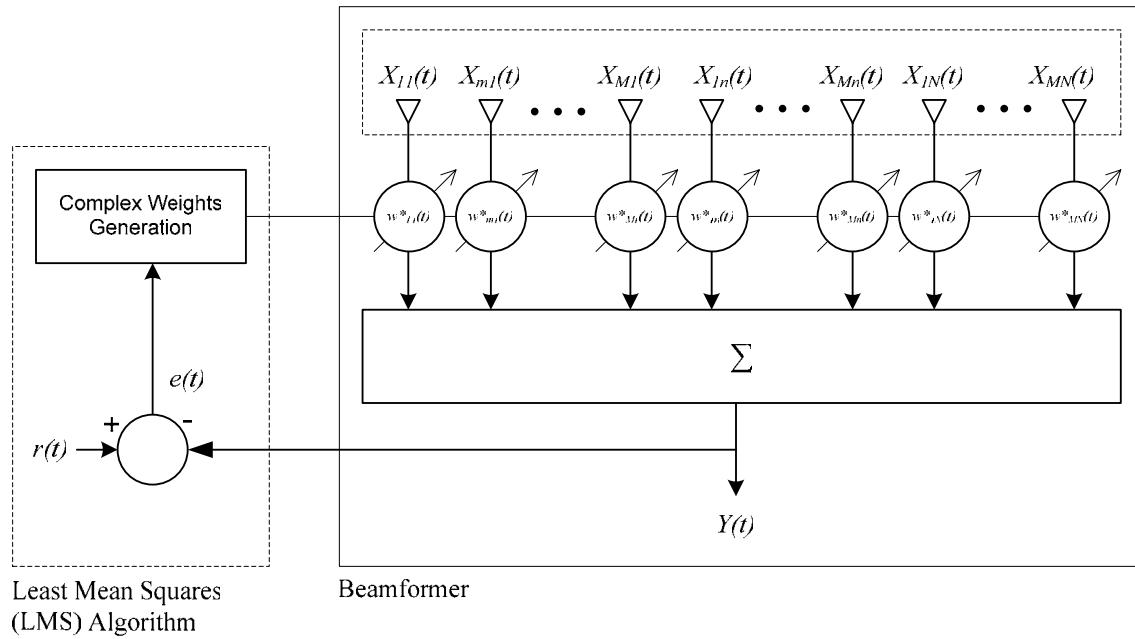 X11(t) Xm1(t) XM1(t) X1n(t) XMn(t) X1N(t) XMN(t)
Complex Weights
Generation
w*11(t) w*m1(t) w*M1(t) w*MN(t) w*Mn(t) w*1N(t)
Σ
e(t)
+ -
r(t)
Y(t)
Least Mean Squares
(LMS) Algorithm
Beamformer